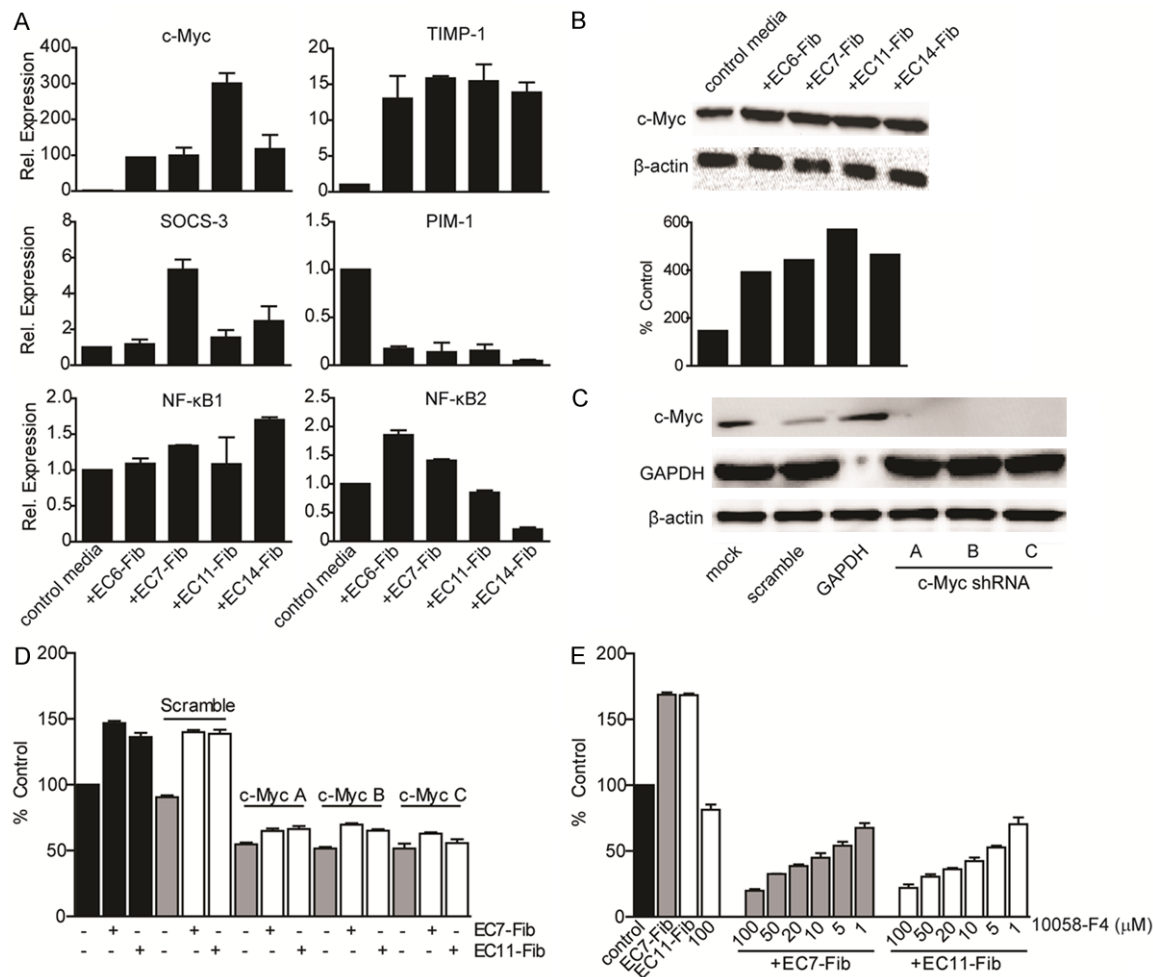 A
c-Myc
Rel. Expression
400
300
200
100
0
TIMP-1
20
15
10
5
0
SOCS-3
Rel. Expression
8
6
4
2
0
PIM-1
1.5
1.0
0.5
0
NF-κB1
Rel. Expression
2.0
1.5
1.0
0.5
0.0
NF-κB2
2.5
2.0
1.5
1.0
0.5
0
control media
+EC6-Fib
+EC7-Fib
+EC11-Fib
+EC14-Fib
control media
+EC6-Fib
+EC7-Fib
+EC11-Fib
+EC14-Fib
B
control media
+EC6-Fib
+EC7-Fib
+EC11-Fib
+EC14-Fib
c-Myc
β-actin
% Control
600
400
200
0
C
c-Myc
GAPDH
β-actin
mock
scramble
GAPDH
A B C
c-Myc shRNA
D
% Control
200
150
100
50
0
Scramble
c-Myc A c-Myc B c-Myc C
- + - - + - - + - - + - - + - EC7-Fib
- - + - - + - - + - - + - - + EC11-Fib
E
% Control
200
150
100
50
0
control
EC7-Fib
EC11-Fib
100
100 50 20 10 5 1
100 50 20 10 5 1
10058-F4 (μM)
+EC7-Fib
+EC11-Fib